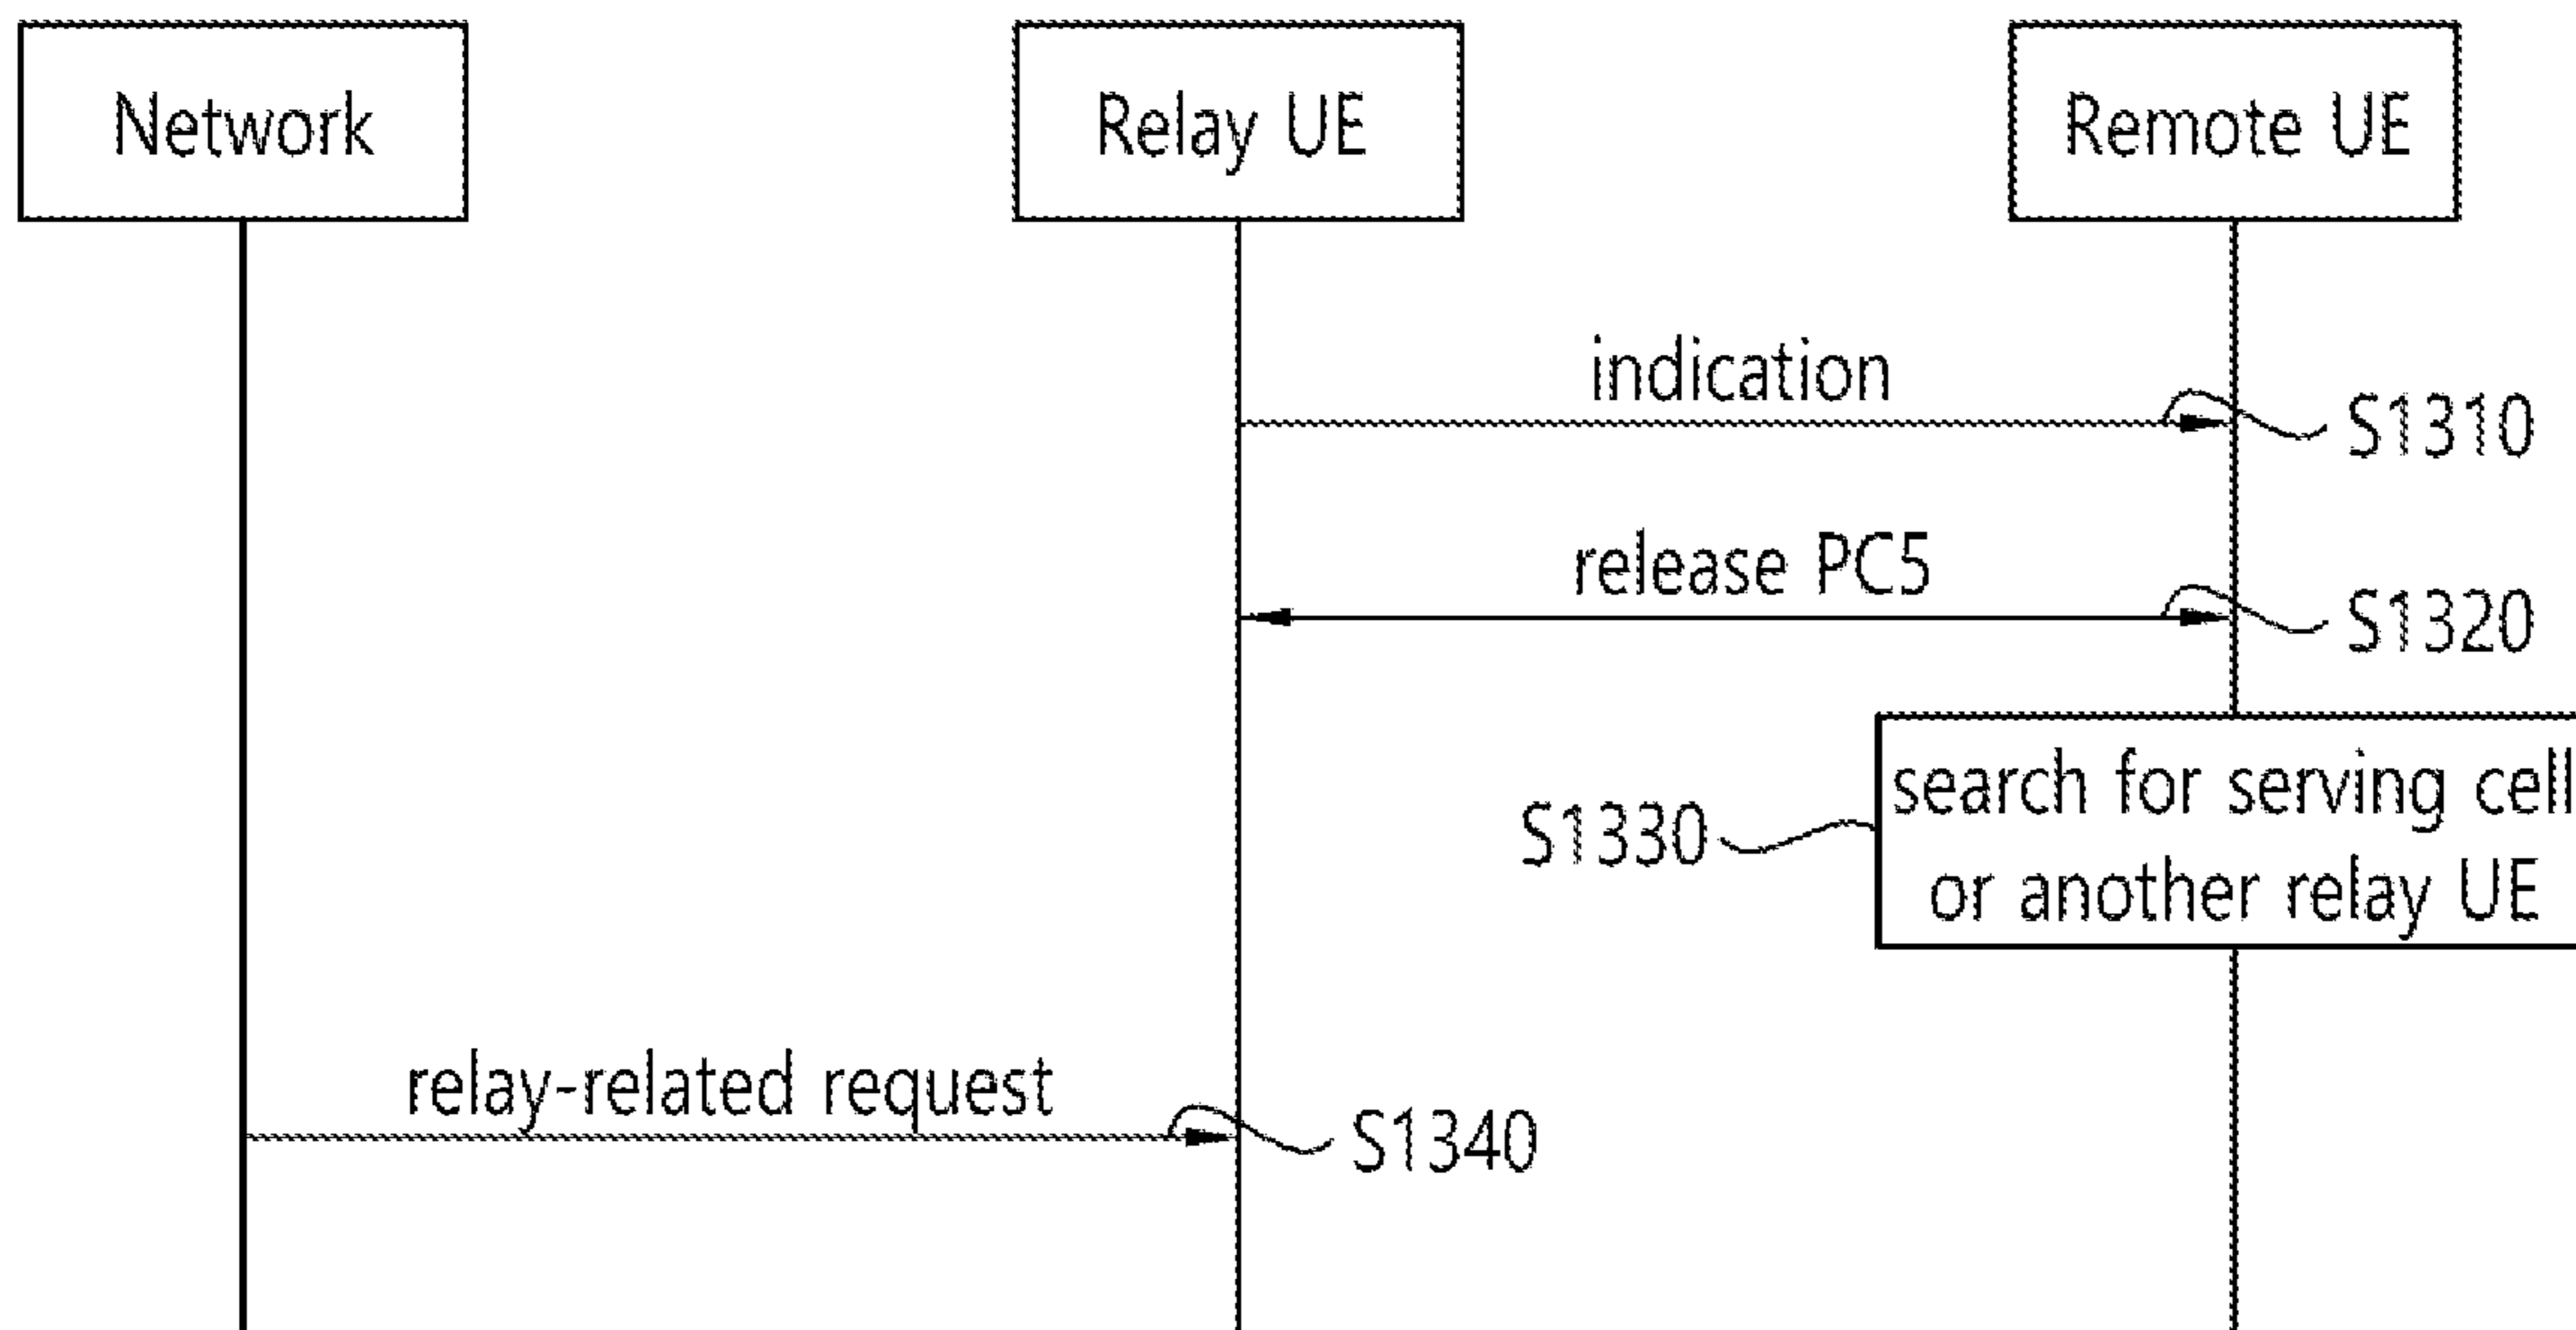 Network
Relay UE
Remote UE
indication
S1310
release PC5
S1320
search for serving cell
or another relay UE
S1330
relay-related request
S1340